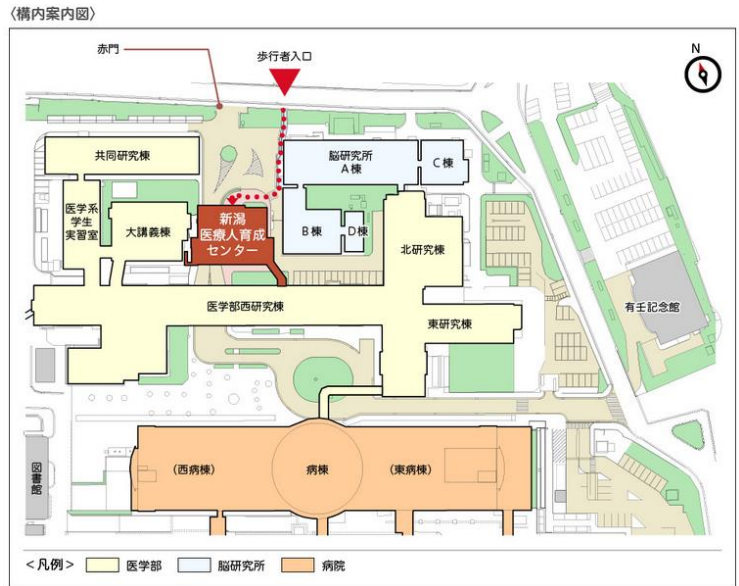 〈構内案内図〉
赤門
歩行者入口
N
共同研究棟
脳研究所
A棟
C棟
医学系
学生
実習室
大講義棟
新潟
医療人育成
センター
B棟
D棟
北研究棟
医学部西研究棟
東研究棟
有壬記念館
図書館
（西病棟）
病棟
（東病棟）
＜凡例＞
医学部
脳研究所
病院